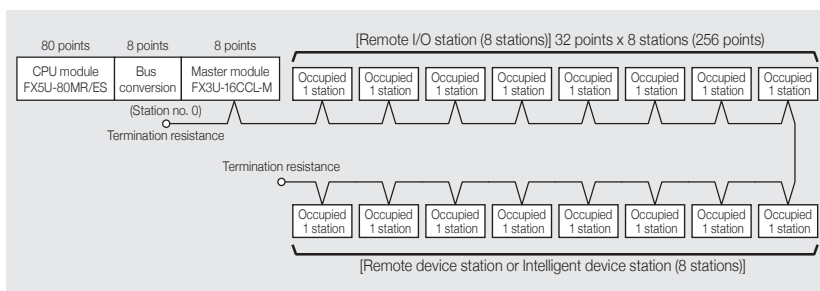 [Remote I/O station (8 stations)] 32 points x 8 stations (256 points)
80 points 8 points 8 points
CPU module
FX5U-80MR/ES
Bus
conversion
Master module
FX3U-16CCL-M
Occupied
1 station
Occupied
1 station
Occupied
1 station
Occupied
1 station
Occupied
1 station
Occupied
1 station
Occupied
1 station
Occupied
1 station
(Station no. 0)
Termination resistance
Termination resistance
Occupied
1 station
Occupied
1 station
Occupied
1 station
Occupied
1 station
Occupied
1 station
Occupied
1 station
Occupied
1 station
Occupied
1 station
[Remote device station or Intelligent device station (8 stations)]